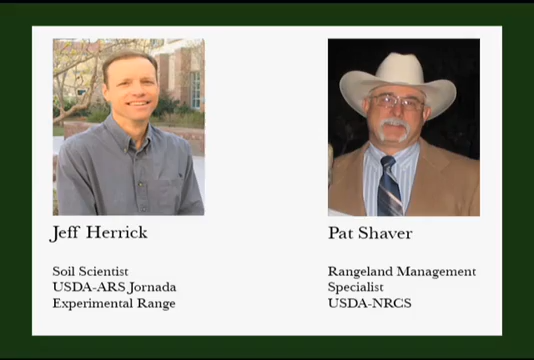 Jeff Herrick
Soil Scientist
USDA-ARS Jornada
Experimental Range
Pat Shaver
Rangeland Management
Specialist
USDA-NRCS